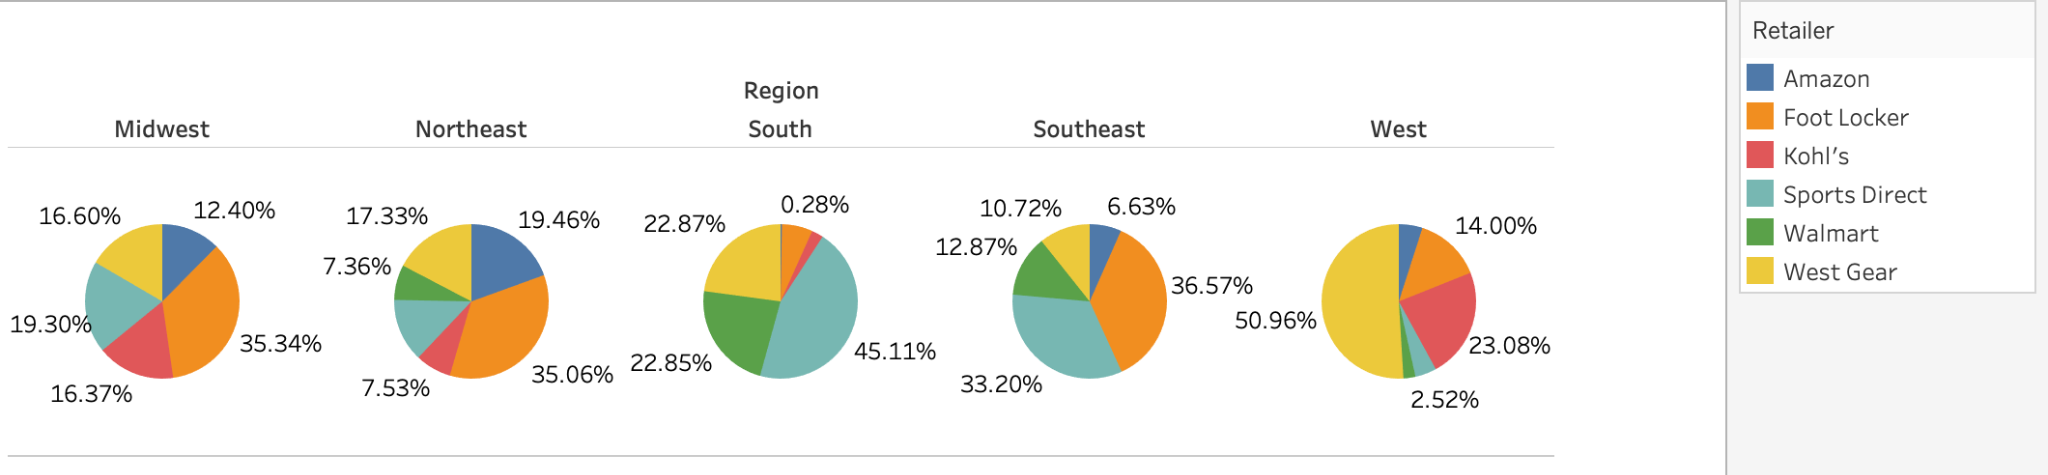 Region
Midwest Northeast South Southeast West
16.60% 12.40% 35.34% 16.37% 19.30%
17.33% 19.46% 35.06% 7.53% 7.36%
22.87% 0.28% 45.11% 22.85%
10.72% 6.63% 36.57% 33.20% 12.87%
14.00% 23.08% 2.52% 50.96%
Retailer
Amazon
Foot Locker
Kohl's
Sports Direct
Walmart
West Gear